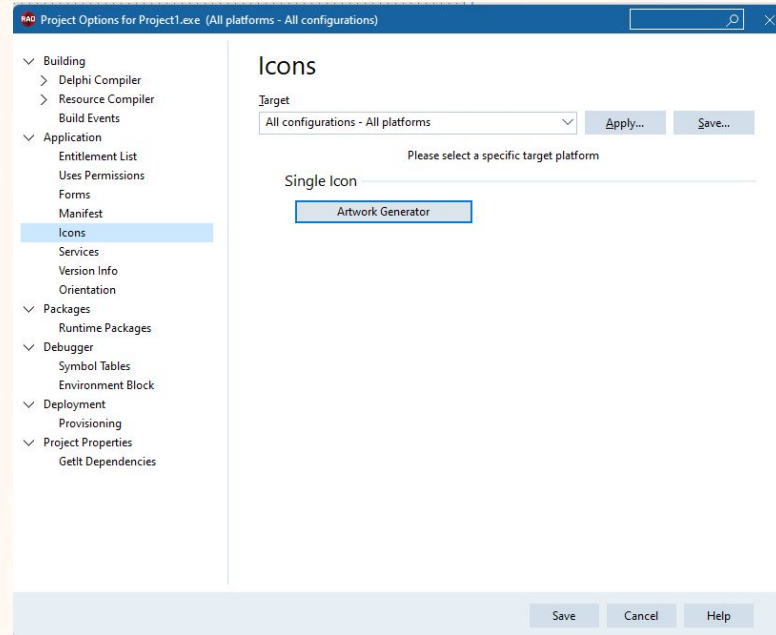 RAD Project Options for Project1.exe (All platforms - All configurations)
Building
Delphi Compiler
Resource Compiler
Build Events
Application
Entitlement List
Uses Permissions
Forms
Manifest
Icons
Services
Version Info
Orientation
Packages
Runtime Packages
Debugger
Symbol Tables
Environment Block
Deployment
Provisioning
Project Properties
GetIt Dependencies
Icons
Target
All configurations - All platforms
Apply...
Save...
Please select a specific target platform
Single Icon
Artwork Generator
Save
Cancel
Help